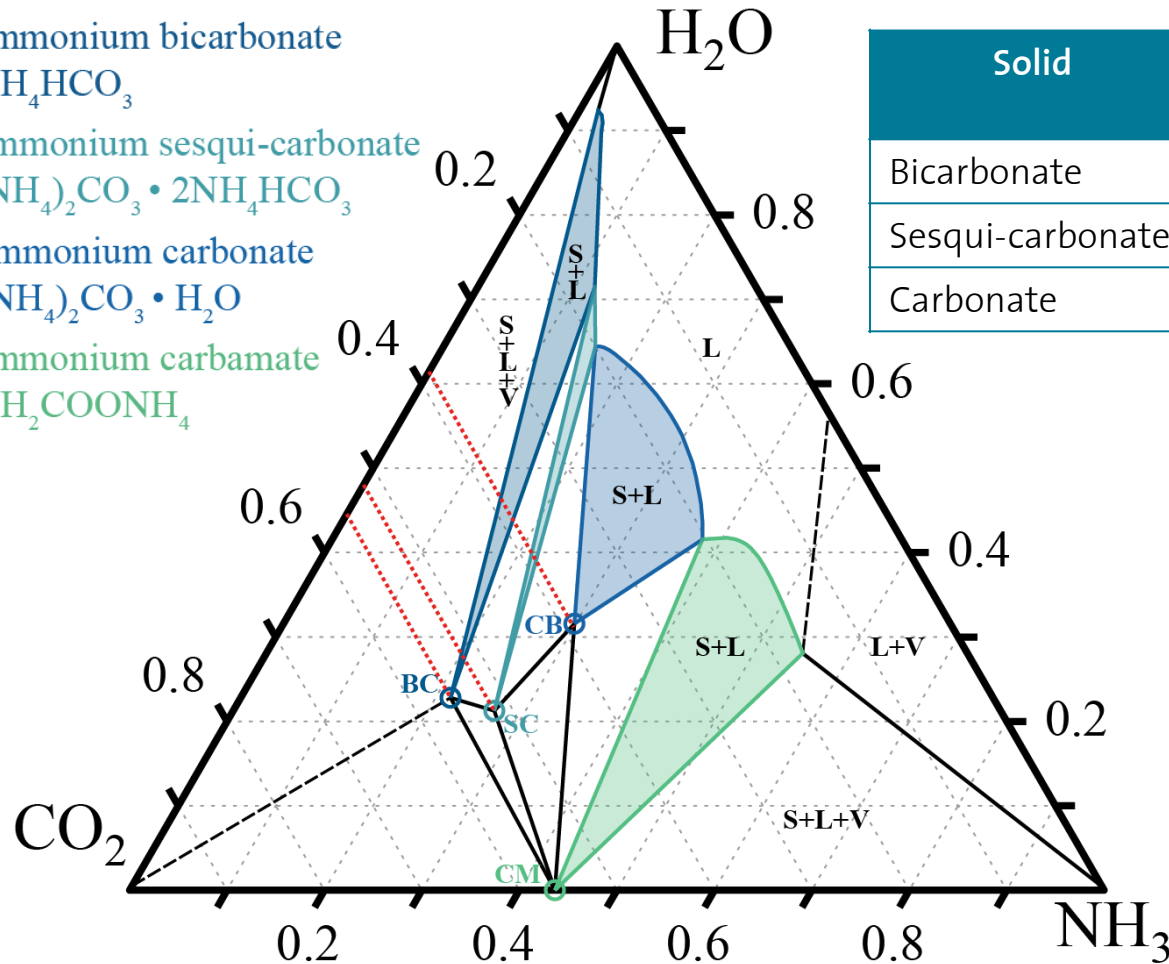 mmonium bicarbonate
H₄HCO₃
mmonium sesqui-carbonate
NH₄)₂CO₃ • 2NH₄HCO₃
mmonium carbonate
NH₄)₂CO₃ • H₂O
mmonium carbamate
H₂COONH₄
H₂O
Solid
Bicarbonate
Sesqui-carbonate
Carbonate
0.2
0.4
0.6
0.8
0.8
0.6
0.4
0.2
S
+
L
S
+
L
+
V
L
S+L
CB
S+L
L+V
BC
SC
S+L+V
CM
CO₂
NH₃
0.2
0.4
0.6
0.8